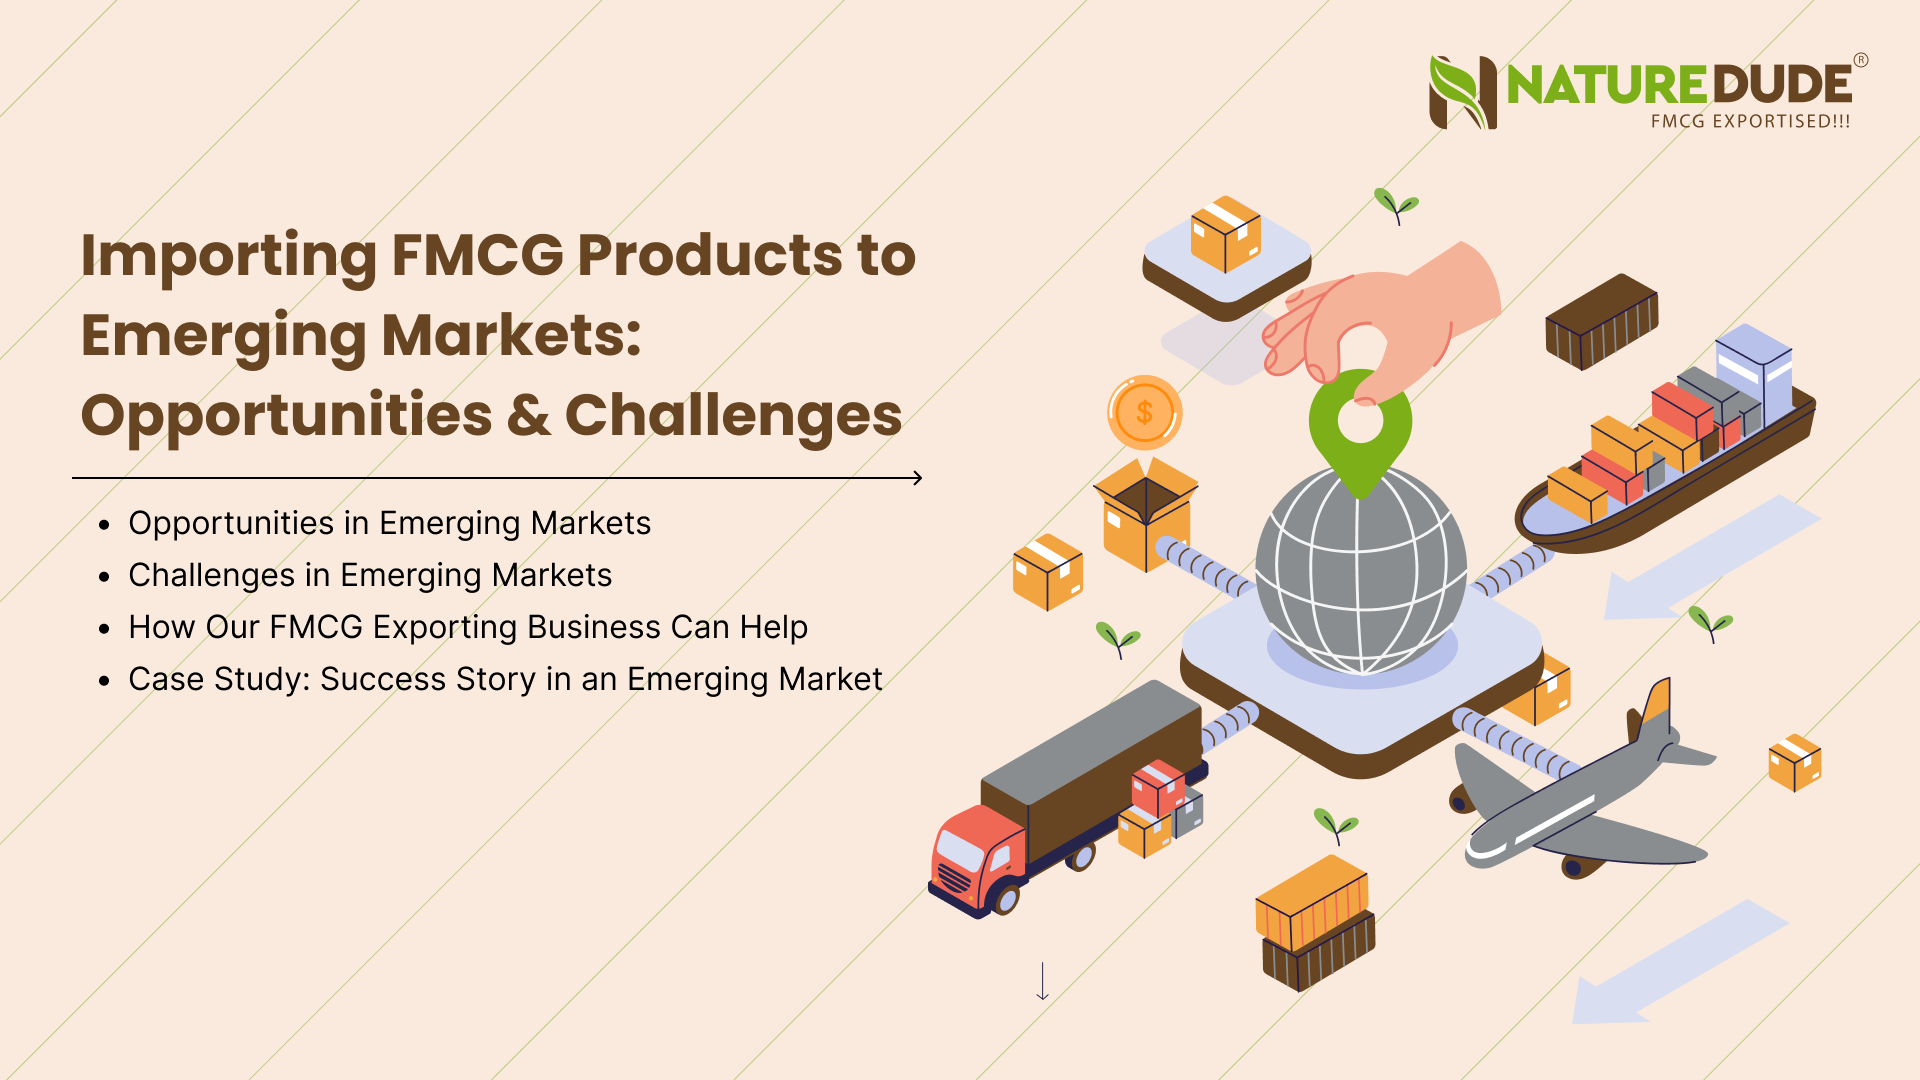 NATUREDUDE®
FMCG EXPORTISED!!!
Importing FMCG Products to
Emerging Markets:
Opportunities & Challenges
• Opportunities in Emerging Markets
• Challenges in Emerging Markets
• How Our FMCG Exporting Business Can Help
• Case Study: Success Story in an Emerging Market
$